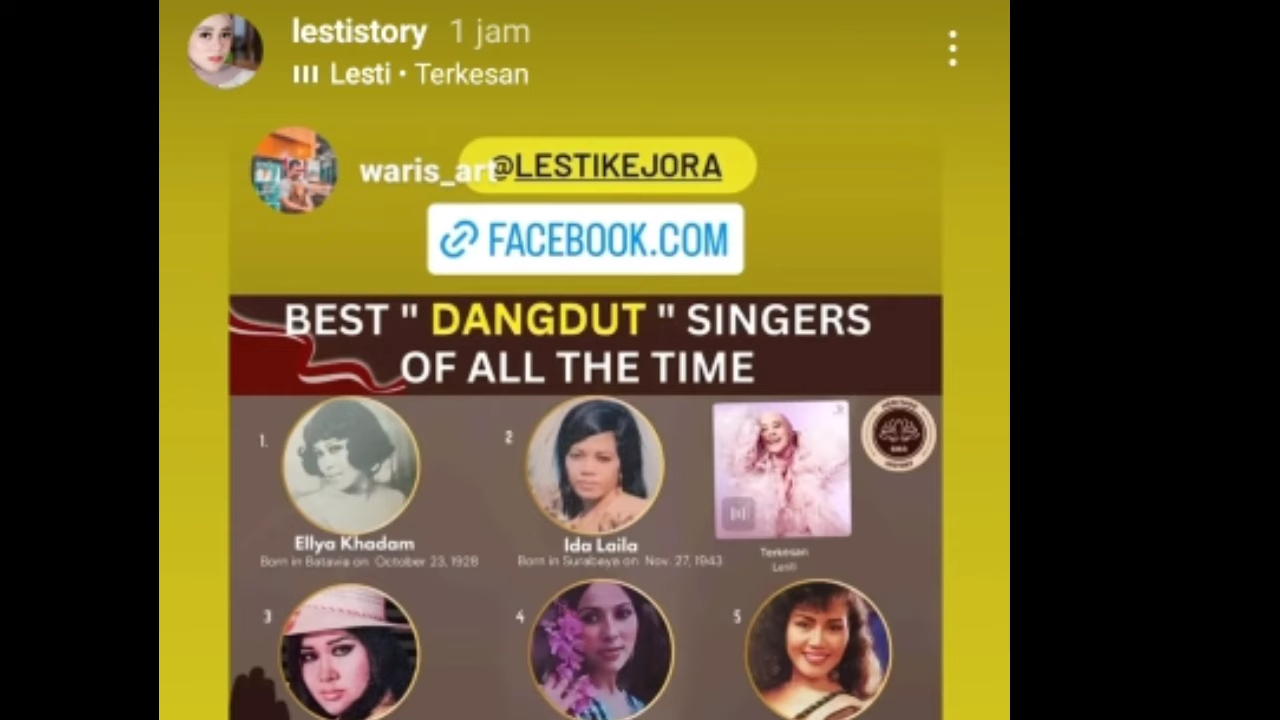 lestistory 1 jam
Lesti • Terkesan
waris_art
@LESTIKEJORA
FACEBOOK.COM
BEST " DANGDUT " SINGERS
OF ALL THE TIME
1.
2
Ellya Khadam
Born in Batavia on October 23, 1928
Ida Laila
Born in Surabaya on Nov. 27, 1943
Terkesan
Lesti
3
4
5